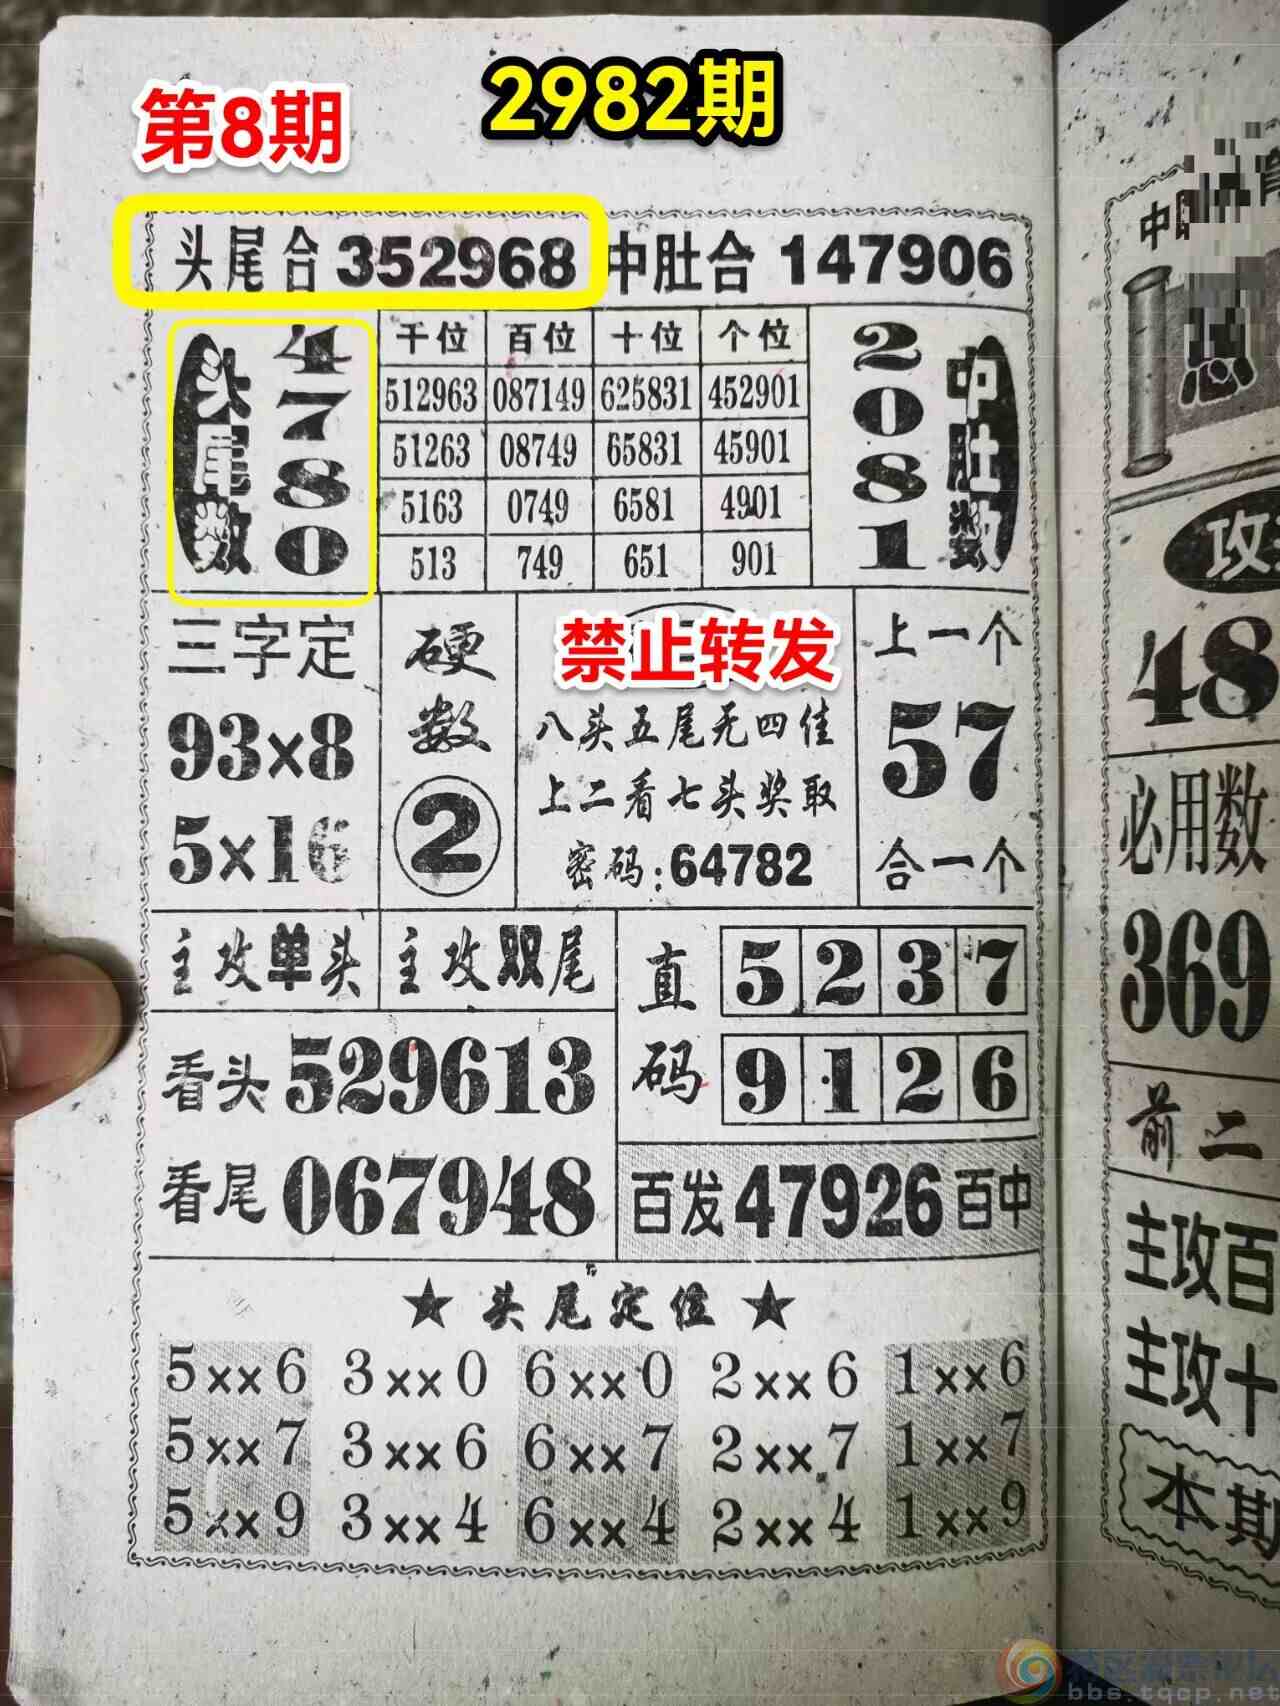 第8期
2982期
头尾合 352968 中肚合 147906
头尾数
4
7
8
0
千位 百位 十位 个位
512963 087149 625831 452901
51263 08749 65831 45901
5163 0749 6581 4901
513 749 651 901
2
0
8
1
中肚数
三字定
93×8
5×16
硬数
2
禁止转发
八头五尾无四佳
上二看七头奖取
密码:64782
上一个
57
合一个
主攻单头
主攻双尾
看头 529613
看尾 067948
直码
5 2 3 7
9 1 2 6
百发 47926 百中
★ 头尾定位 ★
5××6 3××0 6××0 2××6 1××6
5××7 3××6 6××7 2××7 1××7
5××9 3××4 6××4 2××4 1××9
中
攻
48
必用数
369
前二
主攻百
主攻十
本期
bbs.tqcp.net